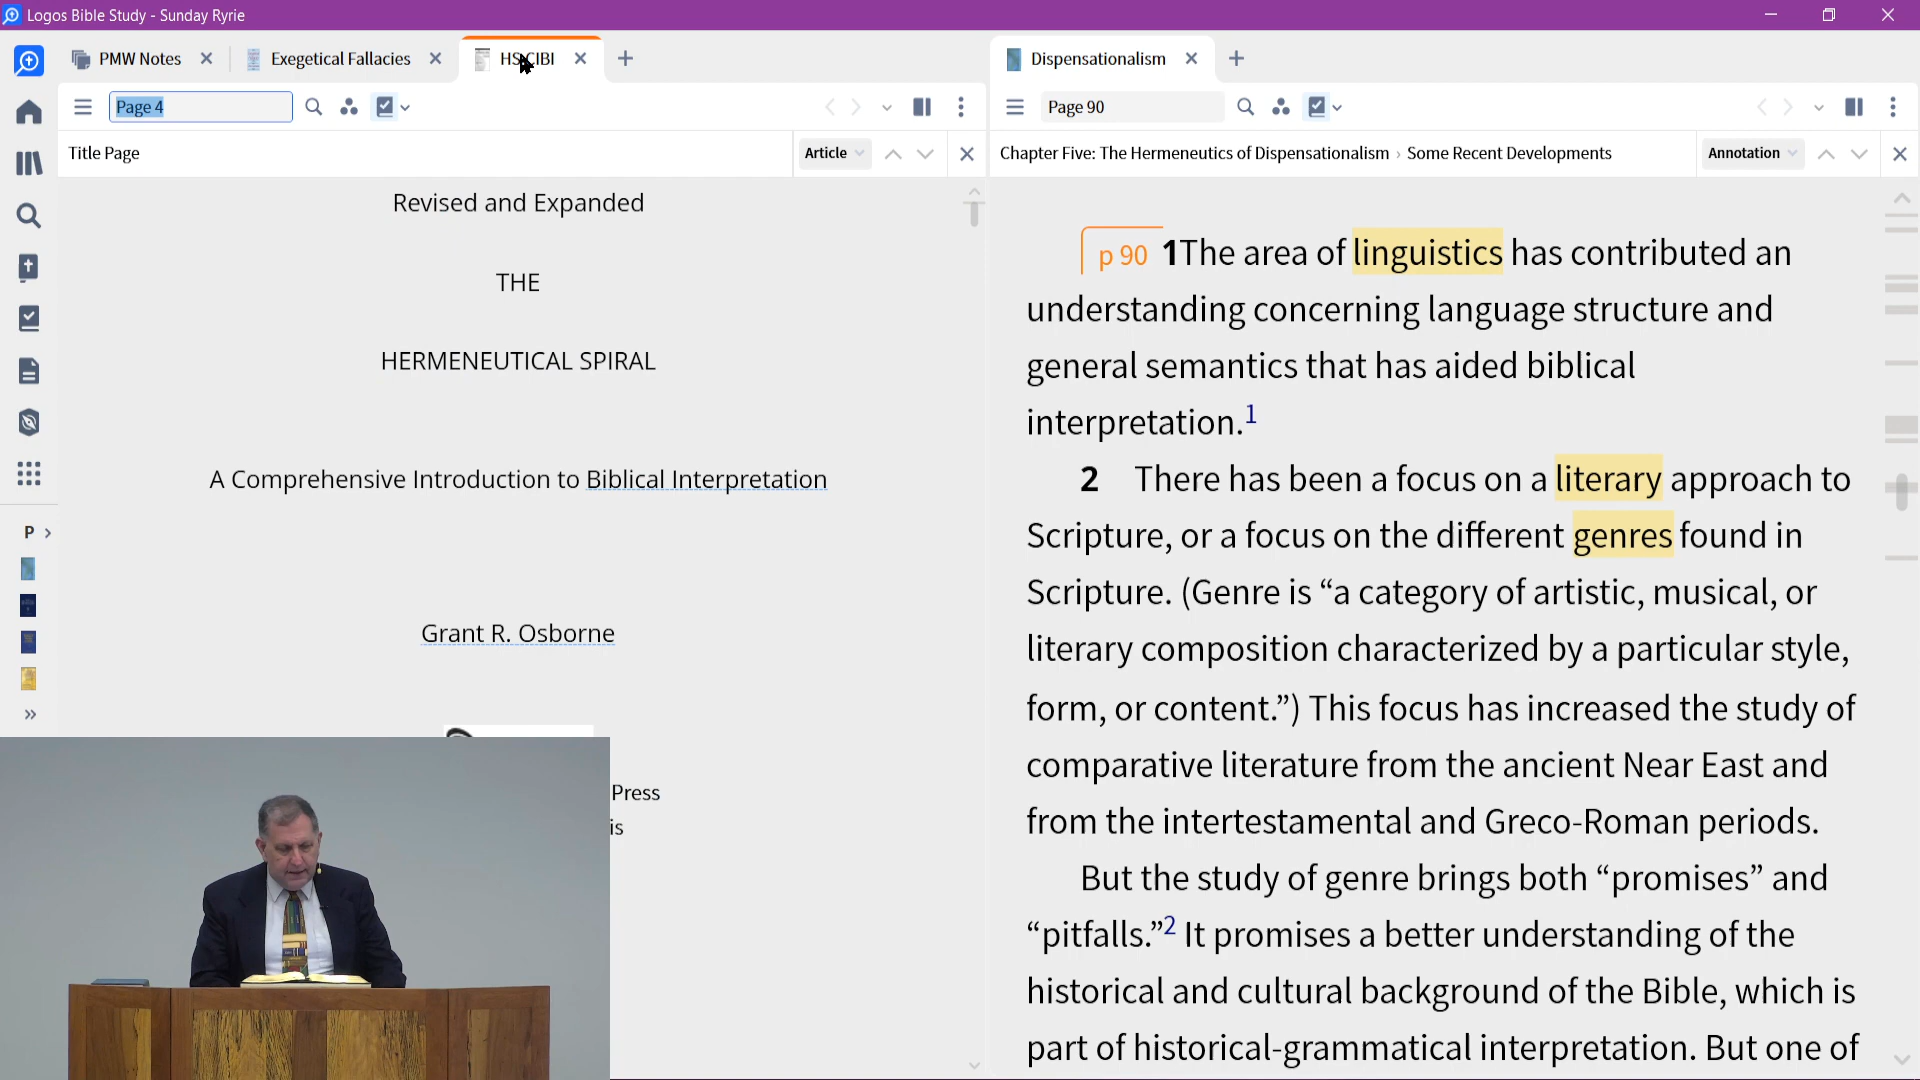 Logos Bible Study - Sunday Ryrie
PMW Notes
Exegetical Fallacies
HS:CIBI
Dispensationalism
Page 4
Page 90
Title Page
Article
Chapter Five: The Hermeneutics of Dispensationalism › Some Recent Developments
Annotation
Revised and Expanded
THE
HERMENEUTICAL SPIRAL
A Comprehensive Introduction to Biblical Interpretation
Grant R. Osborne
Press
is
P
p 90 1The area of linguistics has contributed an
understanding concerning language structure and
general semantics that has aided biblical
interpretation.1
2 There has been a focus on a literary approach to
Scripture, or a focus on the different genres found in
Scripture. (Genre is “a category of artistic, musical, or
literary composition characterized by a particular style,
form, or content.”) This focus has increased the study of
comparative literature from the ancient Near East and
from the intertestamental and Greco-Roman periods.
But the study of genre brings both “promises” and
“pitfalls.”2 It promises a better understanding of the
historical and cultural background of the Bible, which is
part of historical-grammatical interpretation. But one of